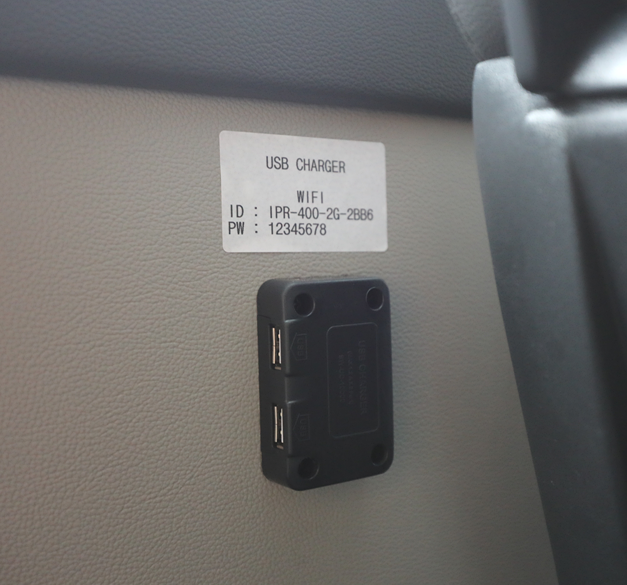 USB CHARGER
WIFI
ID : IPR-400-2G-2BB6
PW : 12345678